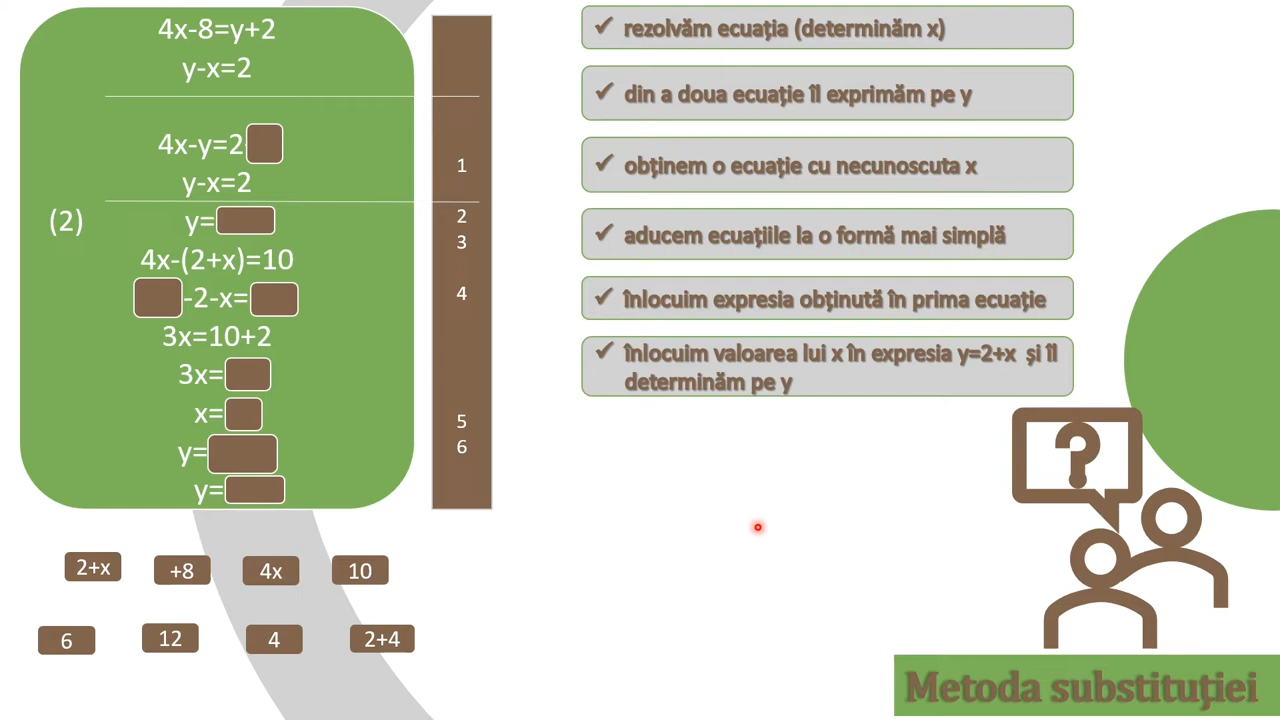 4x-8=y+2
y-x=2
4x-y=2
y-x=2
(2)
y=
4x-(2+x)=10
-2-x=
3x=10+2
3x=
x=
y=
y=
1
2
3
4
5
6
✓ rezolvăm ecuația (determinăm x)
✓ din a doua ecuație îl exprimăm pe y
✓ obținem o ecuație cu necunoscuta x
✓ aducem ecuațiile la o formă mai simplă
✓ înlocuim expresia obținută în prima ecuație
✓ înlocuim valoarea lui x în expresia y=2+x și îl
determinăm pe y
?
2+x
+8
4x
10
6
12
4
2+4
Metoda substituției